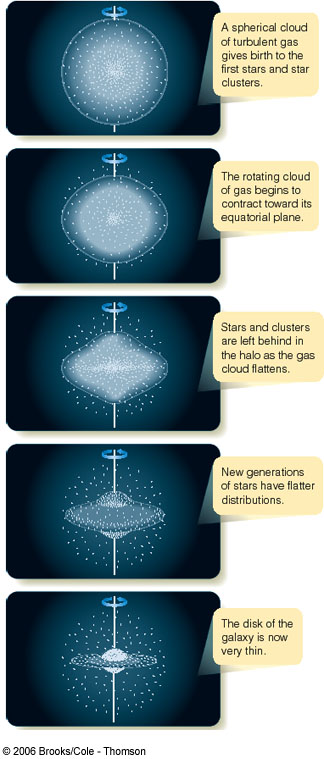 A spherical cloud
of turbulent gas
gives birth to the
first stars and star
clusters.
The rotating cloud
of gas begins to
contract toward its
equatorial plane.
Stars and clusters
are left behind in
the halo as the gas
cloud flattens.
New generations
of stars have flatter
distributions.
The disk of the
galaxy is now
very thin.
© 2006 Brooks/Cole - Thomson